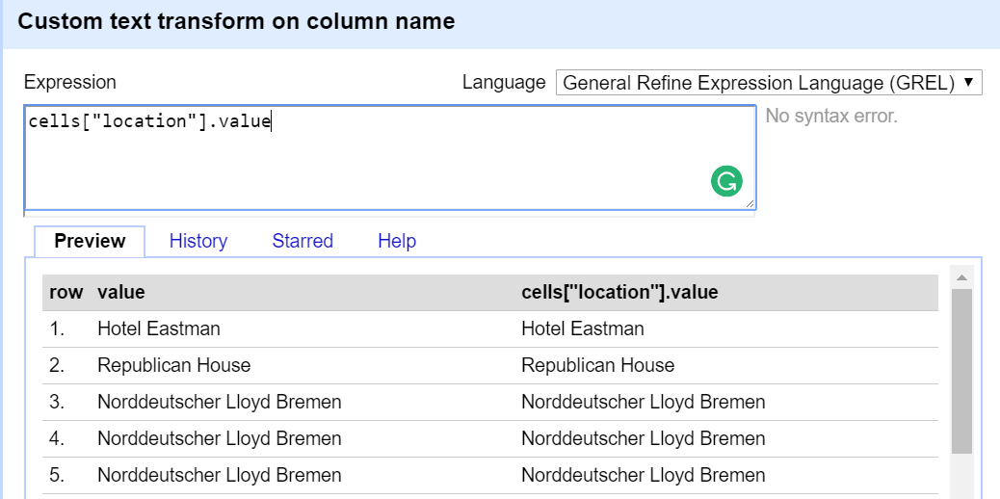 Custom text transform on column name
Expression Language General Refine Expression Language (GREL) ▼
cells["location"].value No syntax error.
G
Preview History Starred Help
row value cells["location"].value
1. Hotel Eastman Hotel Eastman
2. Republican House Republican House
3. Norddeutscher Lloyd Bremen Norddeutscher Lloyd Bremen
4. Norddeutscher Lloyd Bremen Norddeutscher Lloyd Bremen
5. Norddeutscher Lloyd Bremen Norddeutscher Lloyd Bremen